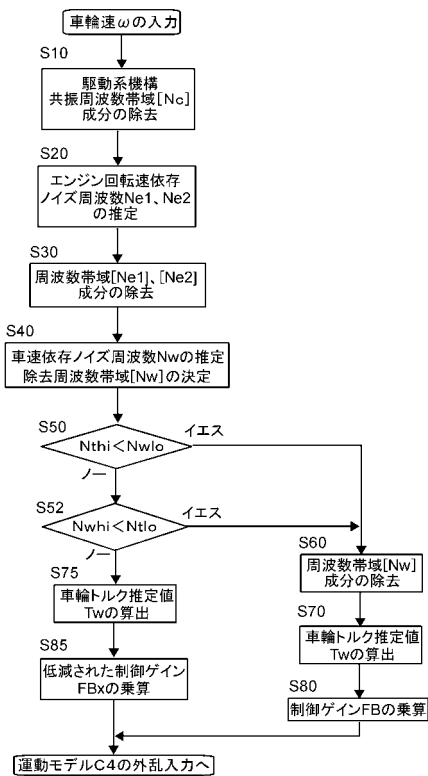 車輪速ωの入力
S10
駆動系機構
共振周波数帯域[Nc]
成分の除去
S20
エンジン回転速依存
ノイズ周波数Ne1、Ne2
の推定
S30
周波数帯域[Ne1]、[Ne2]
成分の除去
S40
車速依存ノイズ周波数Nwの推定
除去周波数帯域[Nw]の決定
S50
Nthi<Nwlo
イエス
ノー
S52
Nwhi<Ntlo
イエス
ノー
S60
周波数帯域[Nw]
成分の除去
S75
車輪トルク推定値
Twの算出
S70
車輪トルク推定値
Twの算出
S85
低減された制御ゲイン
FBxの乗算
S80
制御ゲインFBの乗算
運動モデルC4の外乱入力へ